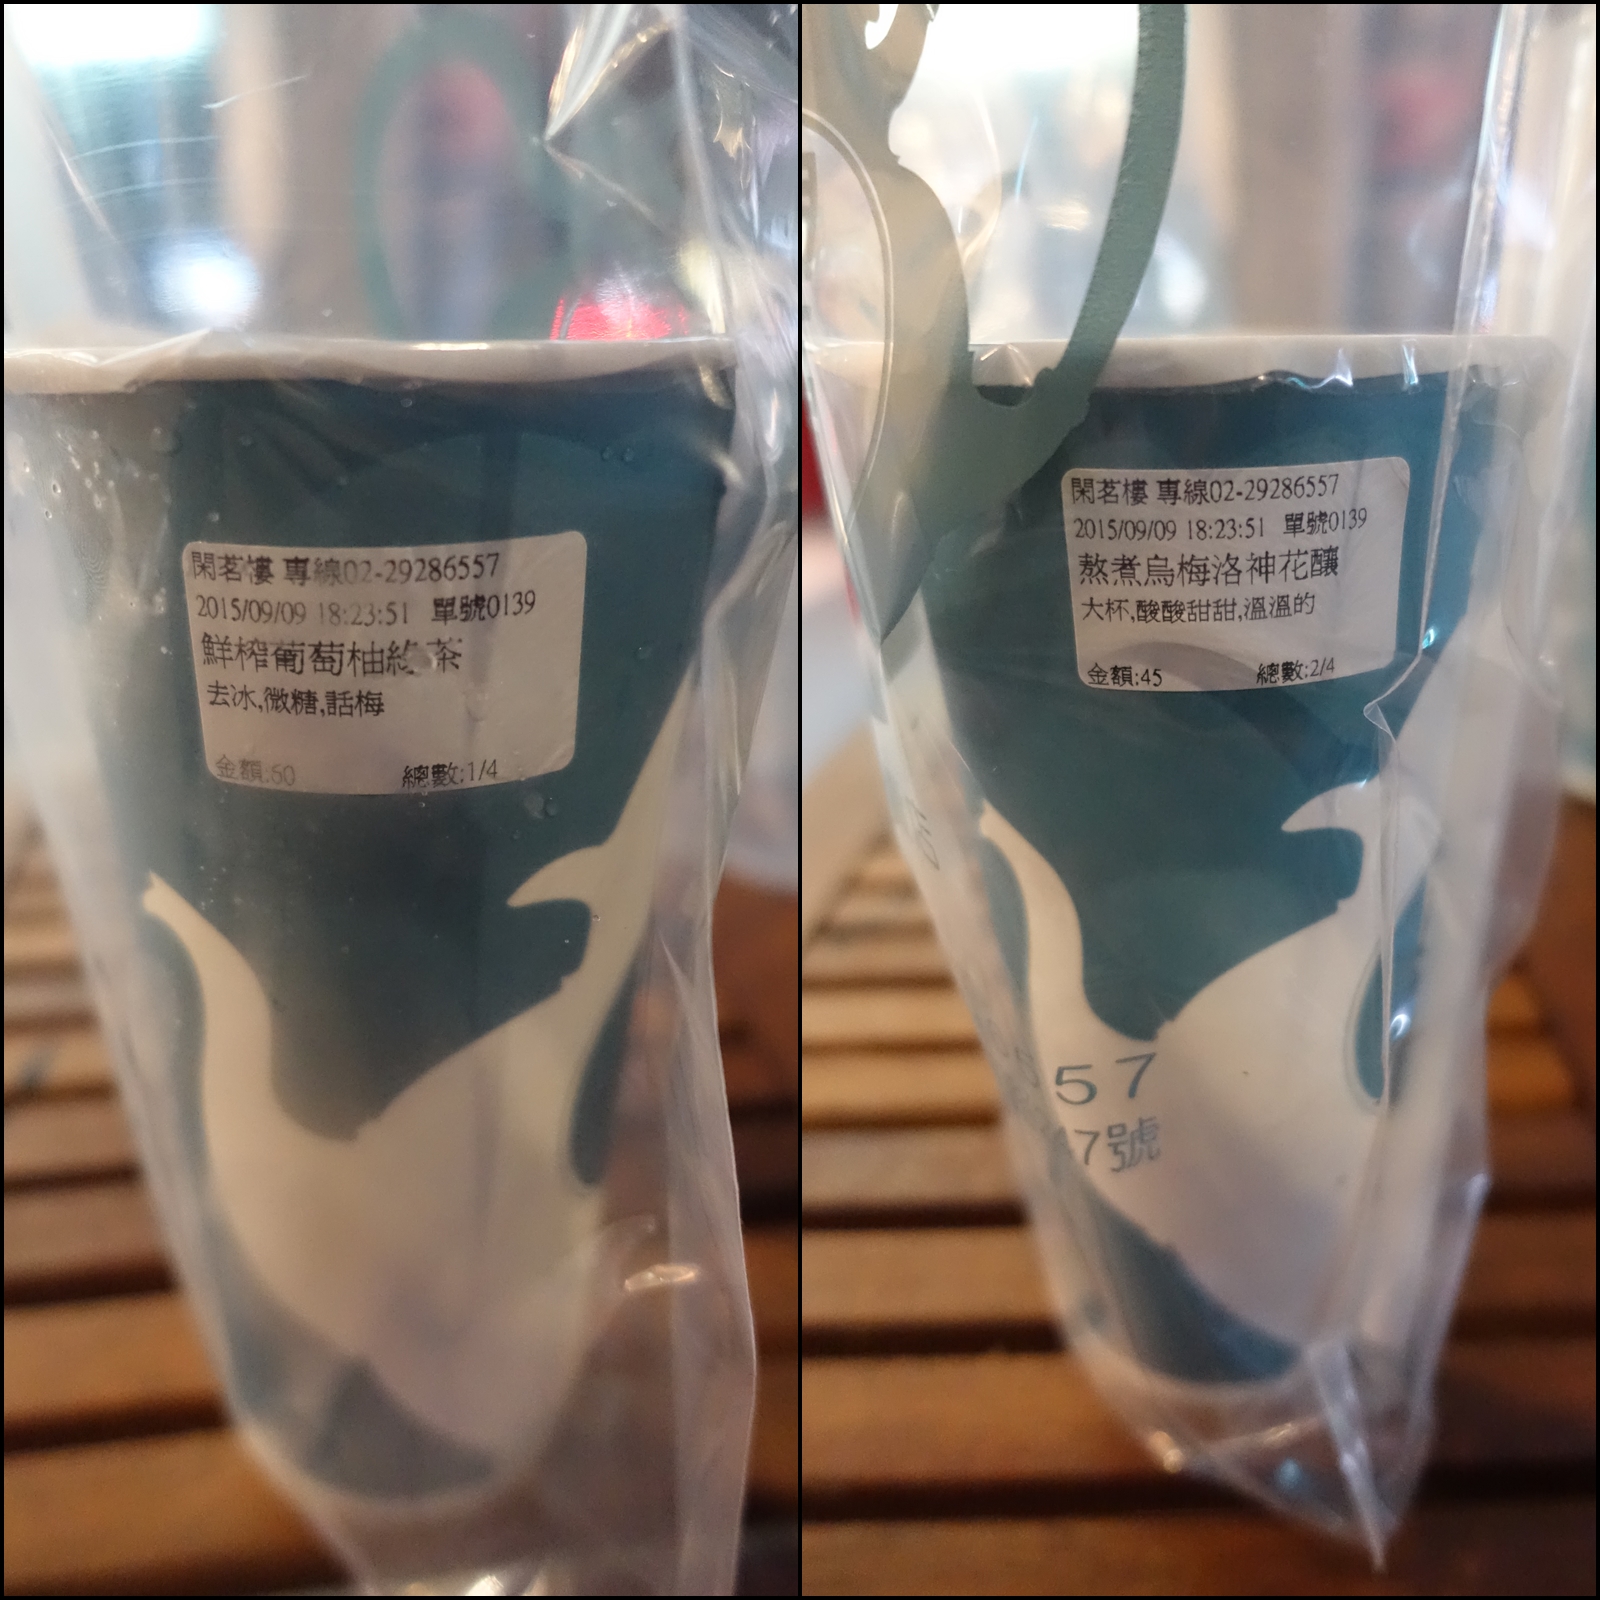 閑茗樓 專線02-29286557
2015/09/09 18:23:51 單號0139
鮮榨葡萄柚綠茶
去冰,微糖,話梅
金額:60 總數:1/4
閑茗樓 專線02-29286557
2015/09/09 18:23:51 單號0139
熬煮烏梅洛神花釀
大杯,酸酸甜甜,溫溫的
金額:45 總數:2/4
57
7號